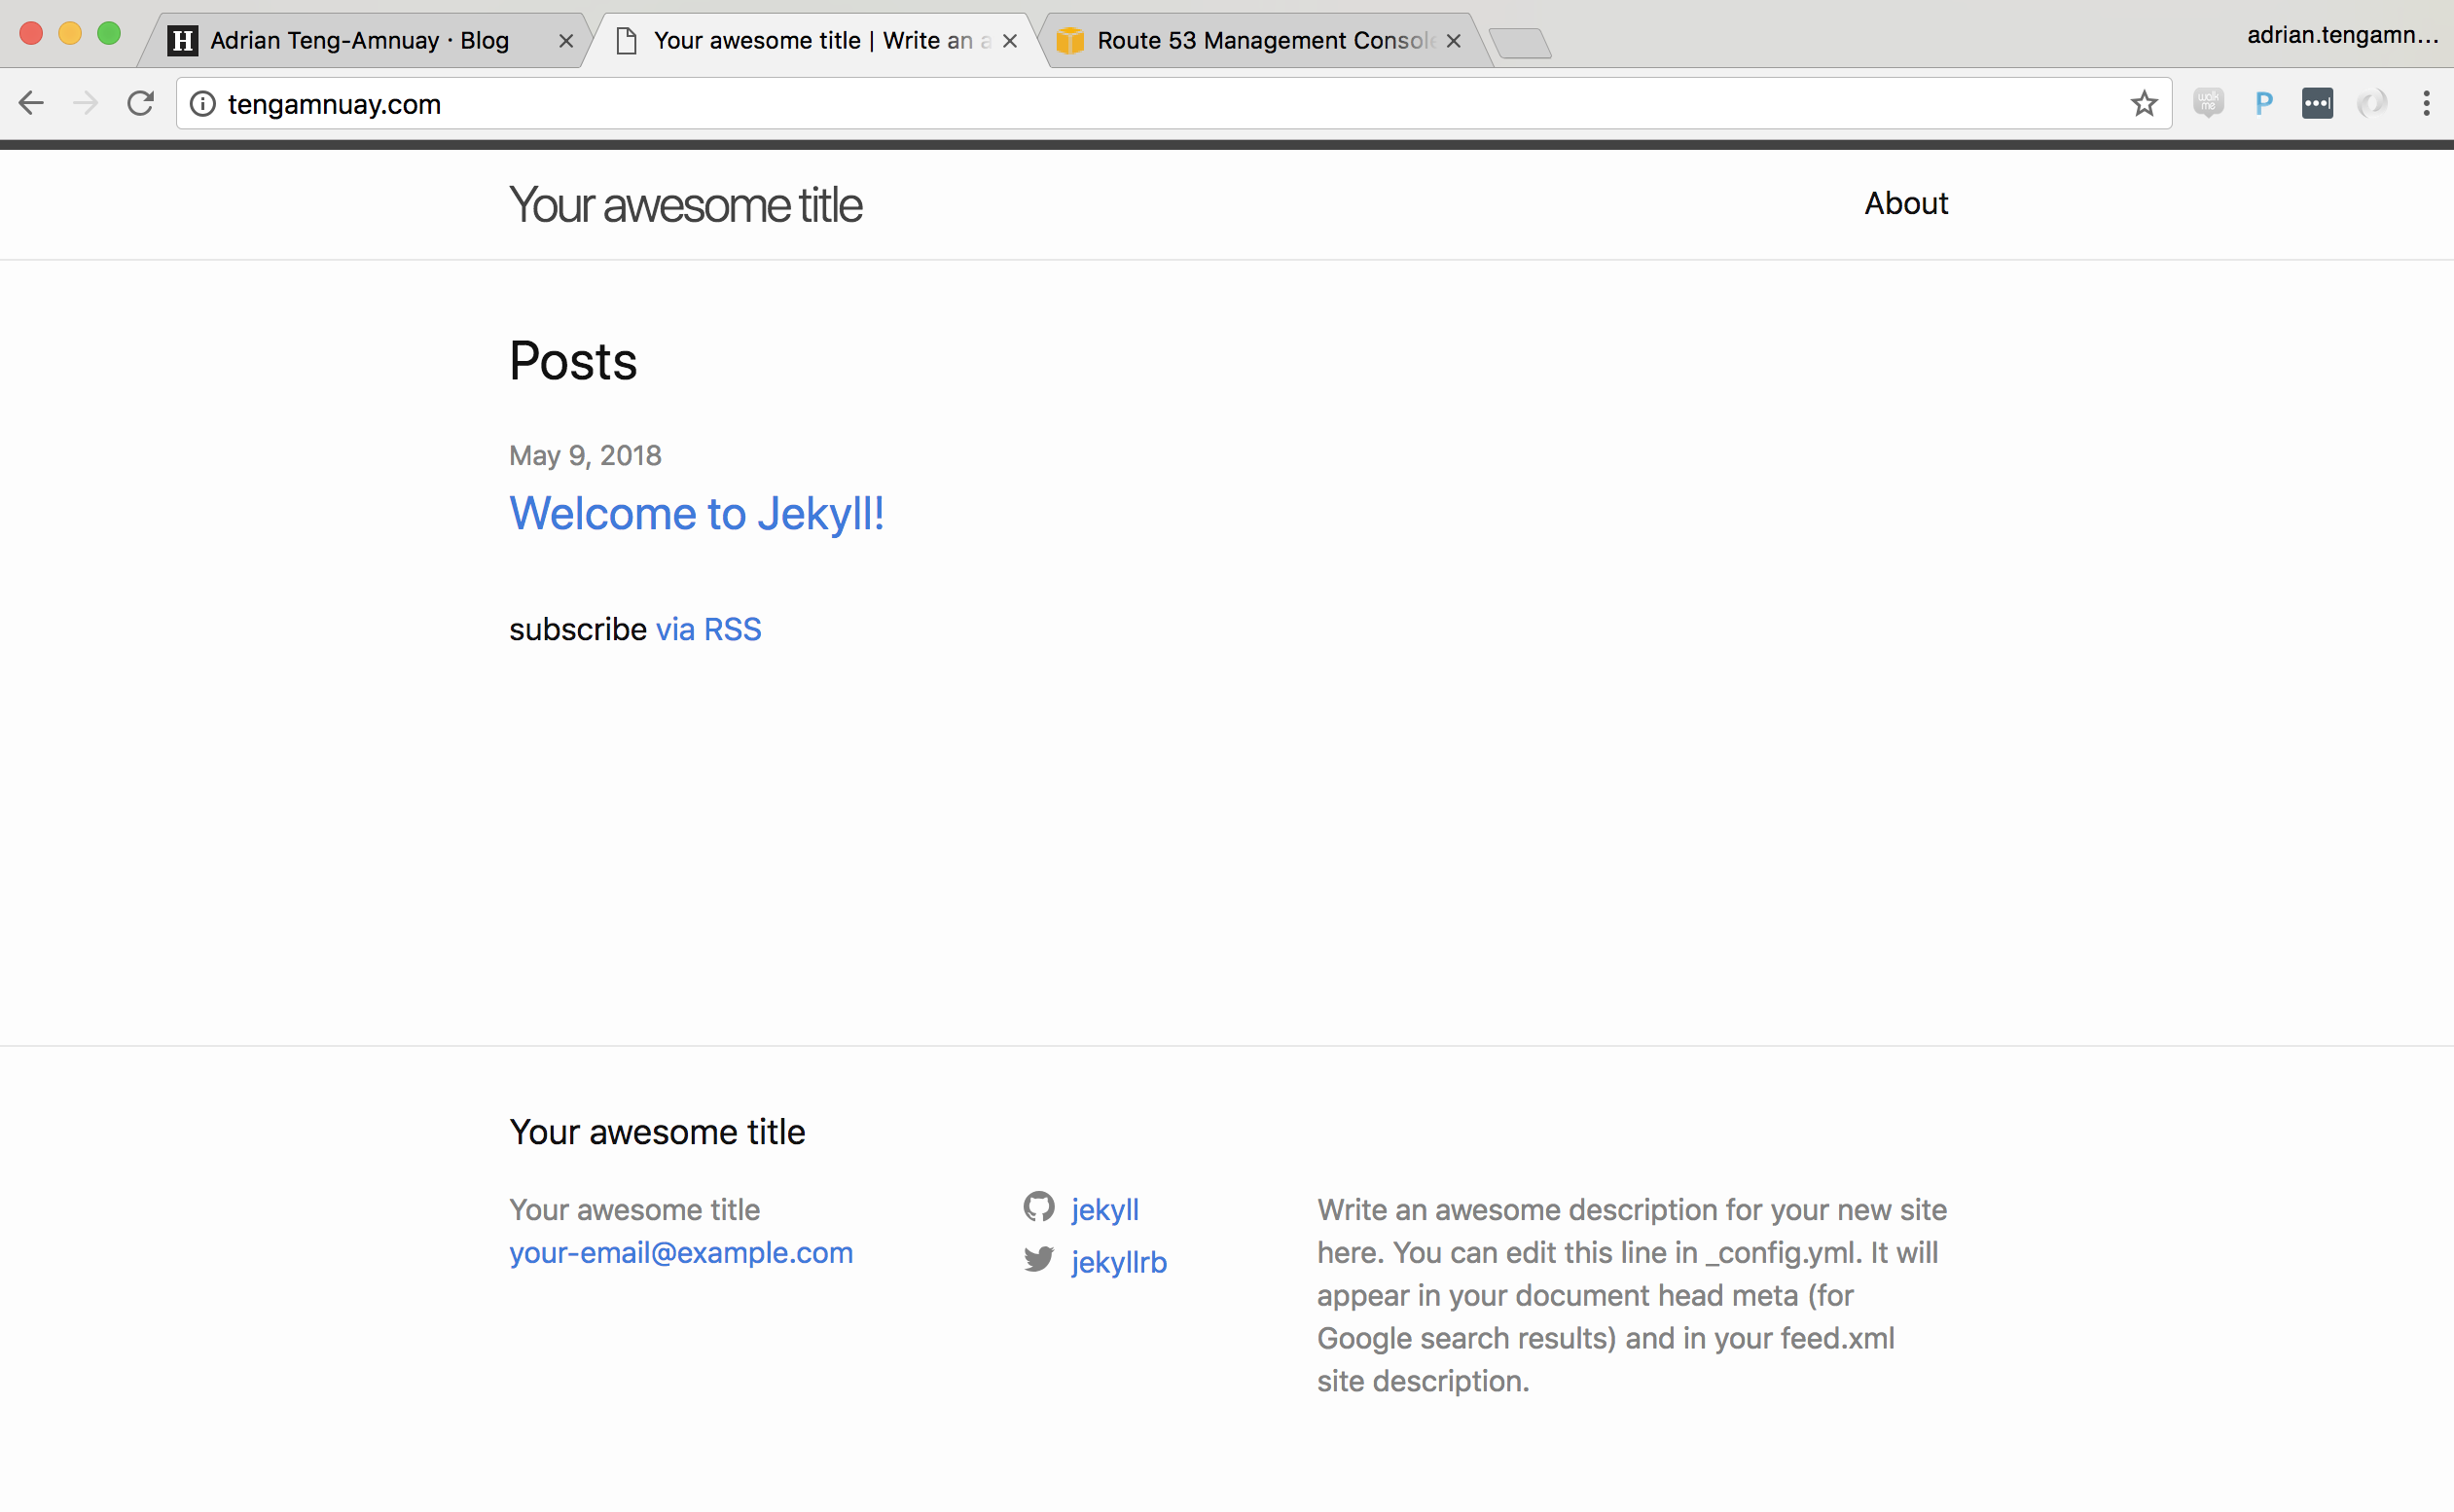 H Adrian Teng-Amnuay · Blog
Your awesome title | Write an a
Route 53 Management Console
adrian.tengamn...
tengamnuay.com
walk me
P
Your awesome title
About
Posts
May 9, 2018
Welcome to Jekyll!
subscribe via RSS
Your awesome title
Your awesome title
your-email@example.com
jekyll
jekyllrb
Write an awesome description for your new site
here. You can edit this line in _config.yml. It will
appear in your document head meta (for
Google search results) and in your feed.xml
site description.